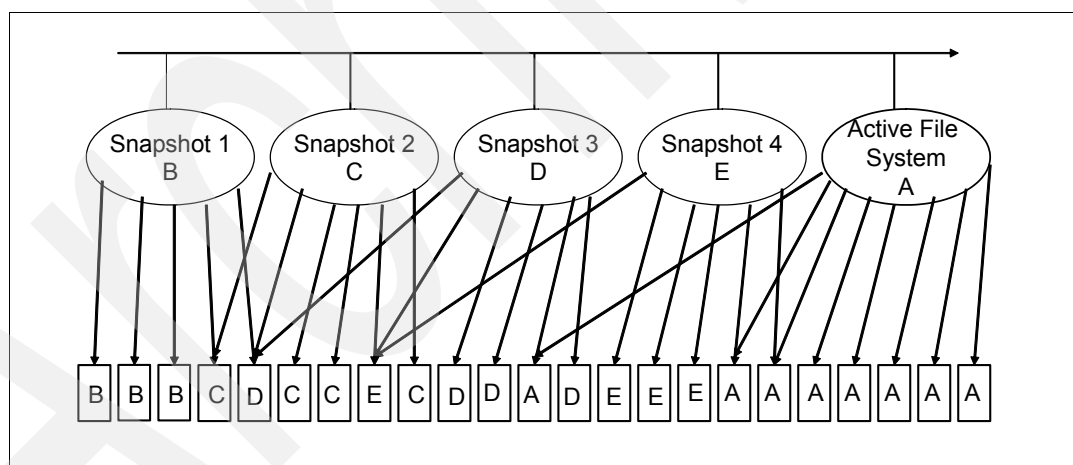 Snapshot 1
B
Snapshot 2
C
Snapshot 3
D
Snapshot 4
E
Active File
System
A
B B B C D C C E C D D A D E E E A A A A A A A